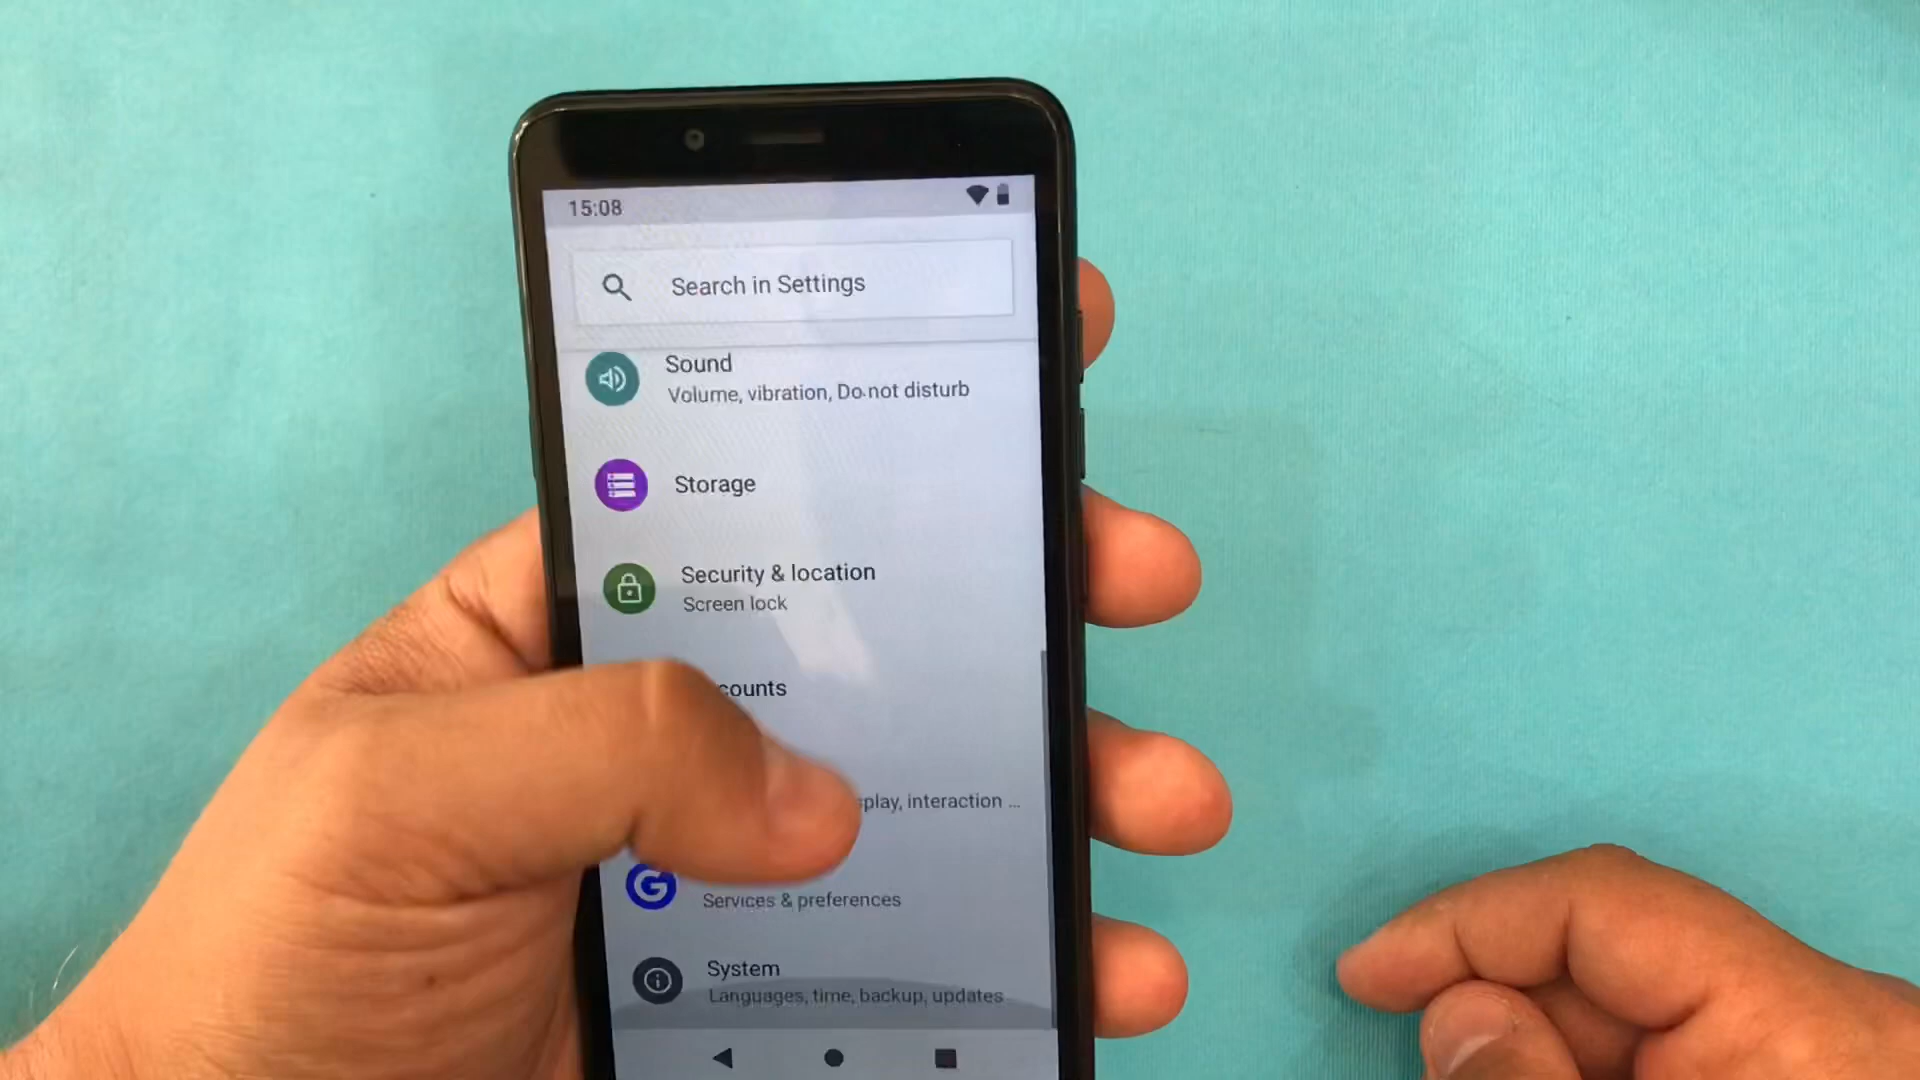 15:08
Search in Settings
Sound
Volume, vibration, Do not disturb
Storage
Security & location
Screen lock
counts
splay, interaction ...
G
Services & preferences
System
Languages, time, backup, updates